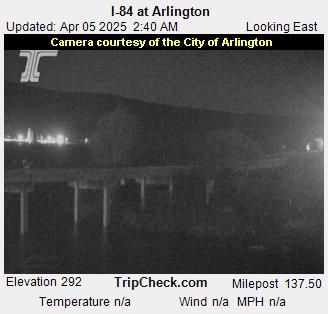 I-84 at Arlington
Updated: Apr 05 2025 2:40 AM Looking East
Camera courtesy of the City of Arlington
Elevation 292 TripCheck.com Milepost 137.50
Temperature n/a Wind n/a MPH n/a